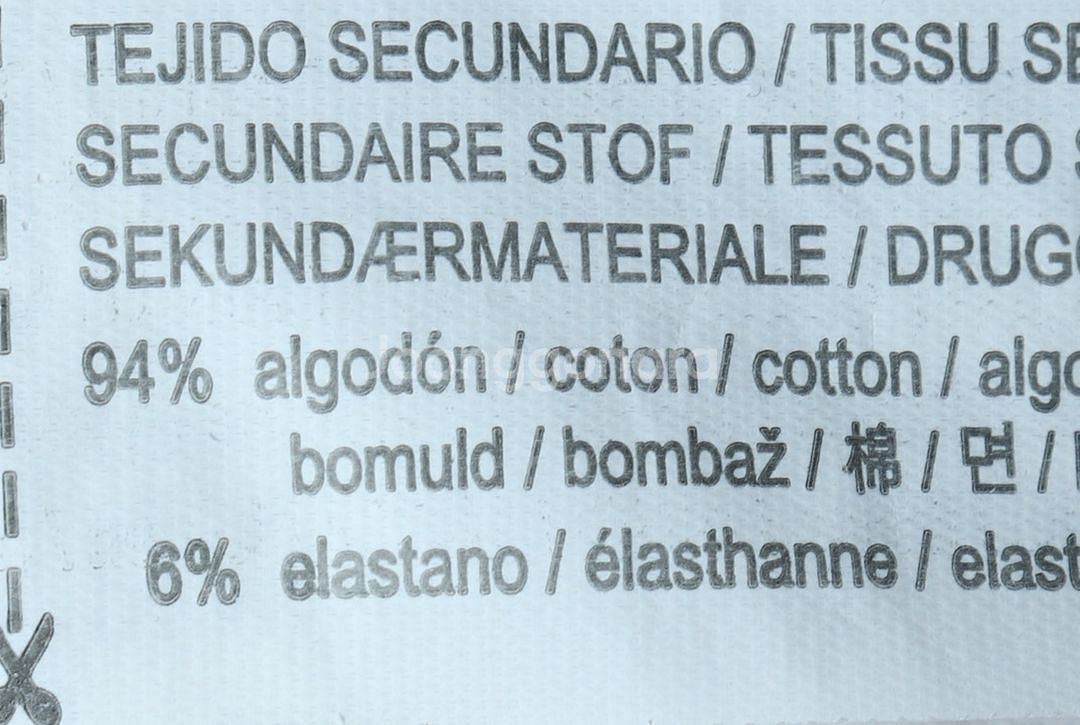 TEJIDO SECUNDARIO / TISSU SE
SECUNDAIRE STOF / TESSUTO S
SEKUNDÆRMATERIALE / DRUG
94% algodón / coton / cotton / algo
bomuld / bombaž / 棉 / 면 /
6% elastano / élasthanne / elast